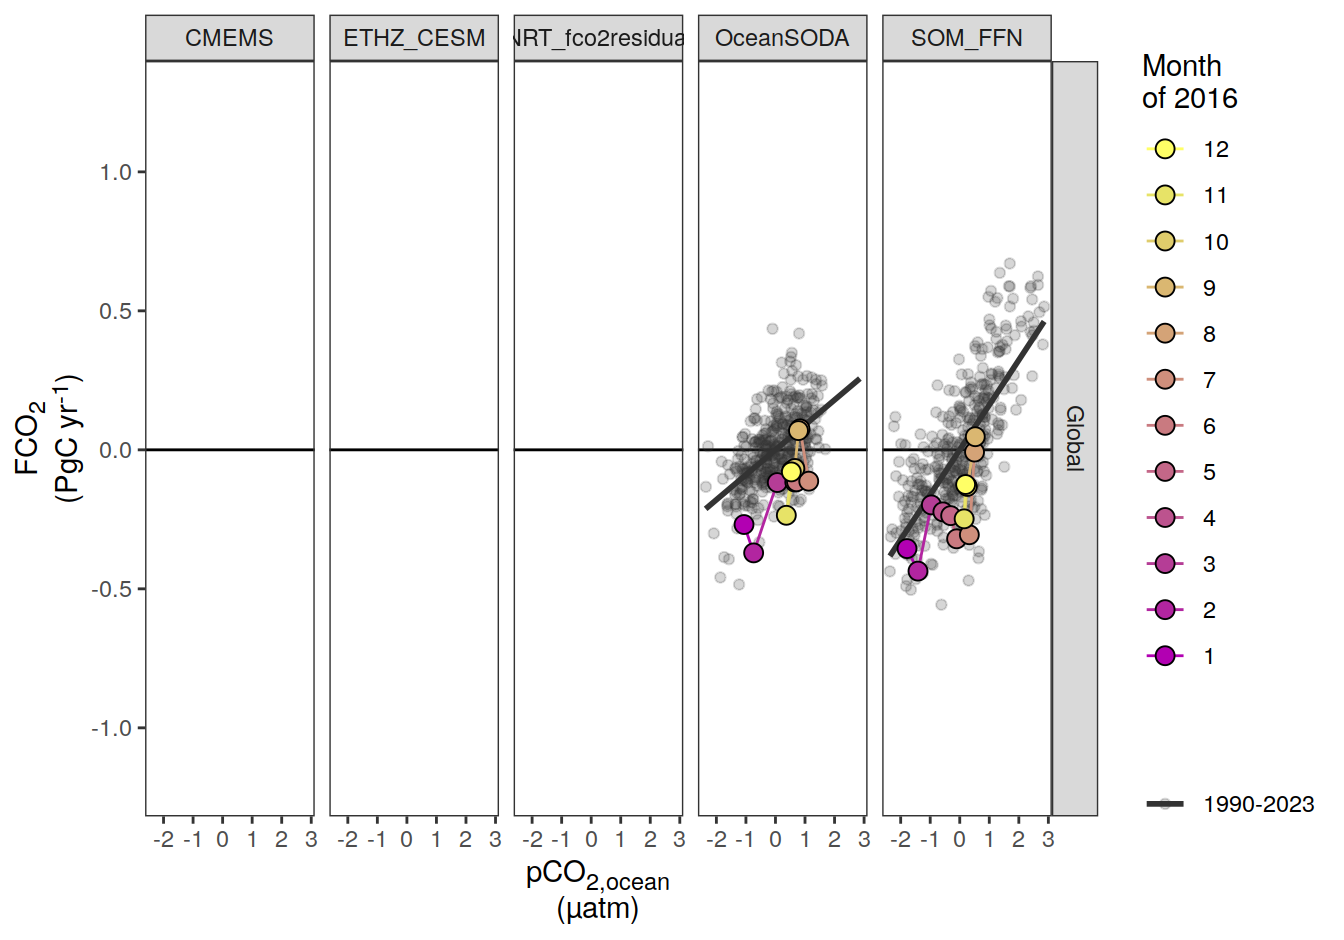 CMEMS
ETHZ_CESM
NRT_fco2residua
OceanSODA
SOM_FFN
Global
FCO2
(PgC yr-1)
1.0
0.5
0.0
-0.5
-1.0
-2 -1 0 1 2 3
-2 -1 0 1 2 3
-2 -1 0 1 2 3
-2 -1 0 1 2 3
-2 -1 0 1 2 3
pCO2,ocean
(µatm)
Month
of 2016
12
11
10
9
8
7
6
5
4
3
2
1
1990-2023